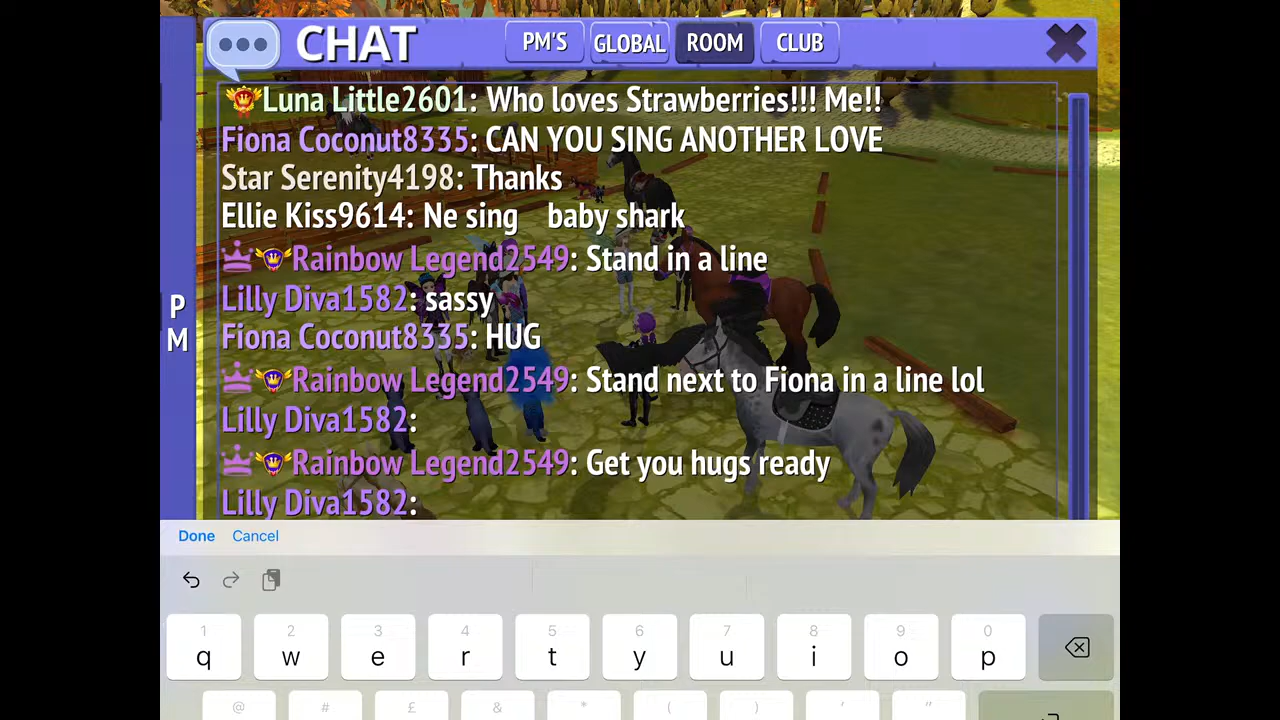 CHAT
PM'S GLOBAL ROOM CLUB
Luna Little2601: Who loves Strawberries!!! Me!!
Fiona Coconut8335: CAN YOU SING ANOTHER LOVE
Star Serenity4198: Thanks
Ellie Kiss9614: Ne sing baby shark
Rainbow Legend2549: Stand in a line
Lilly Diva1582: sassy
Fiona Coconut8335: HUG
Rainbow Legend2549: Stand next to Fiona in a line lol
Lilly Diva1582:
Rainbow Legend2549: Get you hugs ready
Lilly Diva1582:
P
M
Done Cancel
1 2 3 4 5 6 7 8 9 0
q w e r t y u i o p
@ # £ & * ( ) ' "